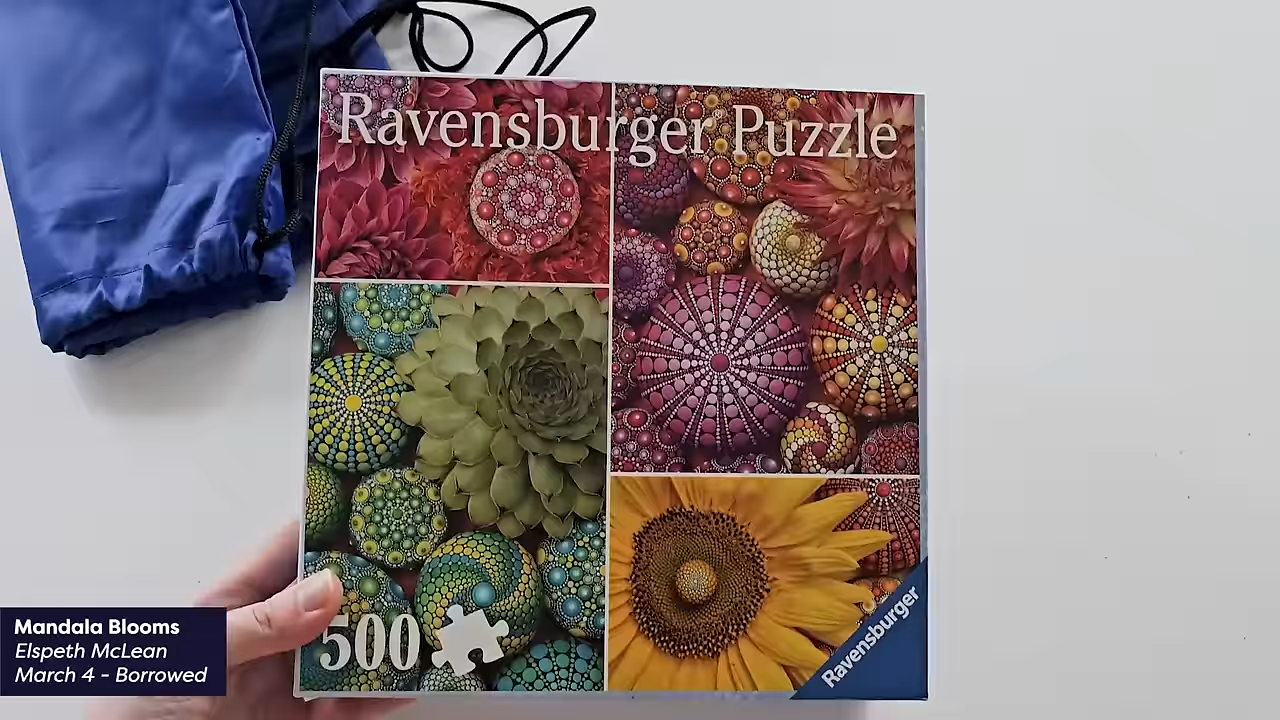 Ravensburger Puzzle
500
Ravensburger
Mandala Blooms
Elspeth McLean
March 4 - Borrowed